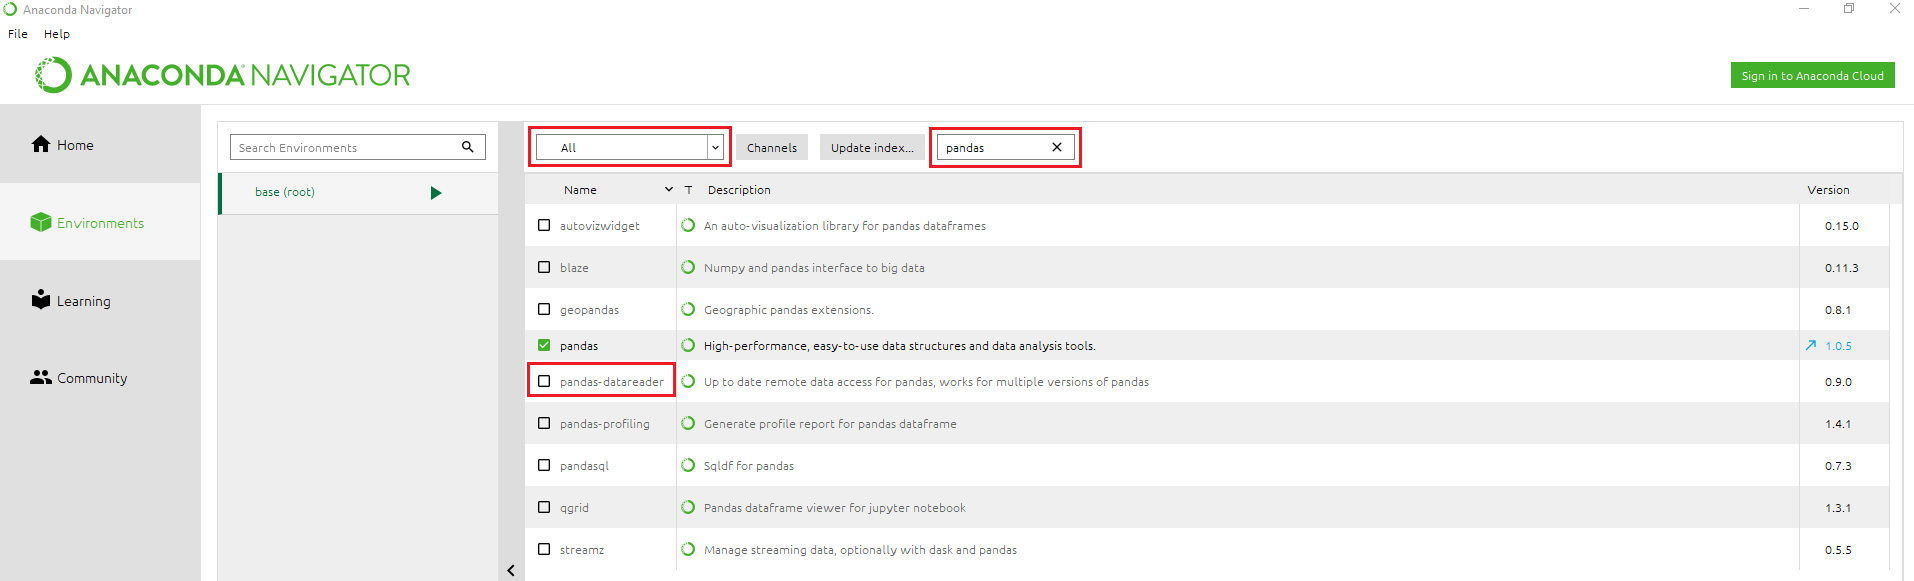 Anaconda Navigator
File Help
ANACONDA NAVIGATOR
Sign in to Anaconda Cloud
Home
Environments
Learning
Community
Search Environments
base (root)
All Channels Update index... pandas
Name T Description Version
autovizwidget An auto-visualization library for pandas dataframes 0.15.0
blaze Numpy and pandas interface to big data 0.11.3
geopandas Geographic pandas extensions. 0.8.1
pandas High-performance, easy-to-use data structures and data analysis tools. 1.0.5
pandas-datareader Up to date remote data access for pandas, works for multiple versions of pandas 0.9.0
pandas-profiling Generate profile report for pandas dataframe 1.4.1
pandasql Sqldf for pandas 0.7.3
qgrid Pandas dataframe viewer for jupyter notebook 1.3.1
streamz Manage streaming data, optionally with dask and pandas 0.5.5